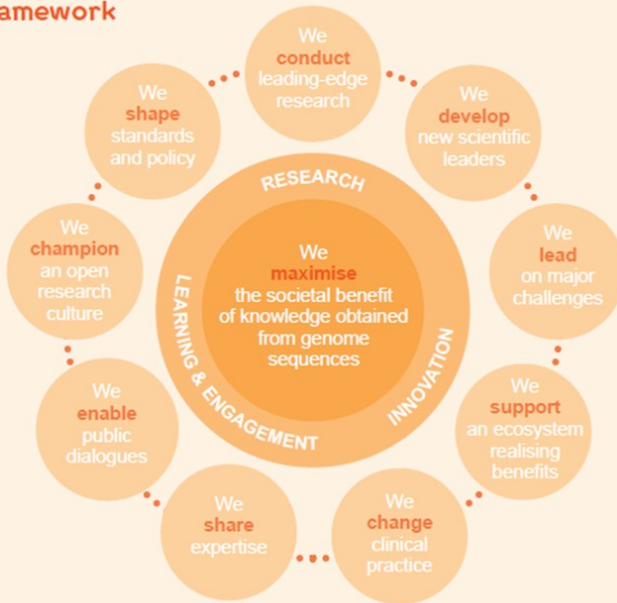 amework
We
conduct
leading-edge
research
We
develop
new scientific
leaders
We
lead
on major
challenges
We
support
an ecosystem
realising
benefits
We
change
clinical
practice
We
share
expertise
We
enable
public
dialogues
We
champion
an open
research
culture
We
shape
standards
and policy
RESEARCH
INNOVATION
LEARNING & ENGAGEMENT
We
maximise
the societal benefit
of knowledge obtained
from genome
sequences